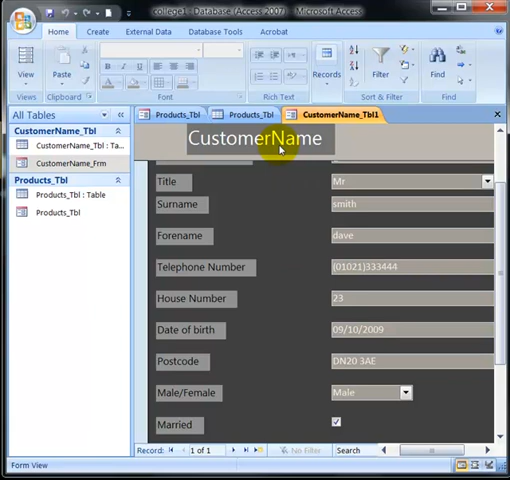 college1 : Database (Access 2007) - Microsoft Access
Home Create External Data Database Tools Acrobat
View Paste Records Filter Find
Views Clipboard Font Rich Text Sort & Filter Find
All Tables Products_Tbl Products_Tbl CustomerName_Tbl1
CustomerName_Tbl
CustomerName_Tbl : Ta...
CustomerName_Frm
Products_Tbl
Products_Tbl : Table
Products_Tbl
CustomerName
Title Mr
Surname smith
Forename dave
Telephone Number (01021)333444
House Number 23
Date of birth 09/10/2009
Postcode DN20 3AE
Male/Female Male
Married
Record: 1 of 1 No Filter Search
Form View